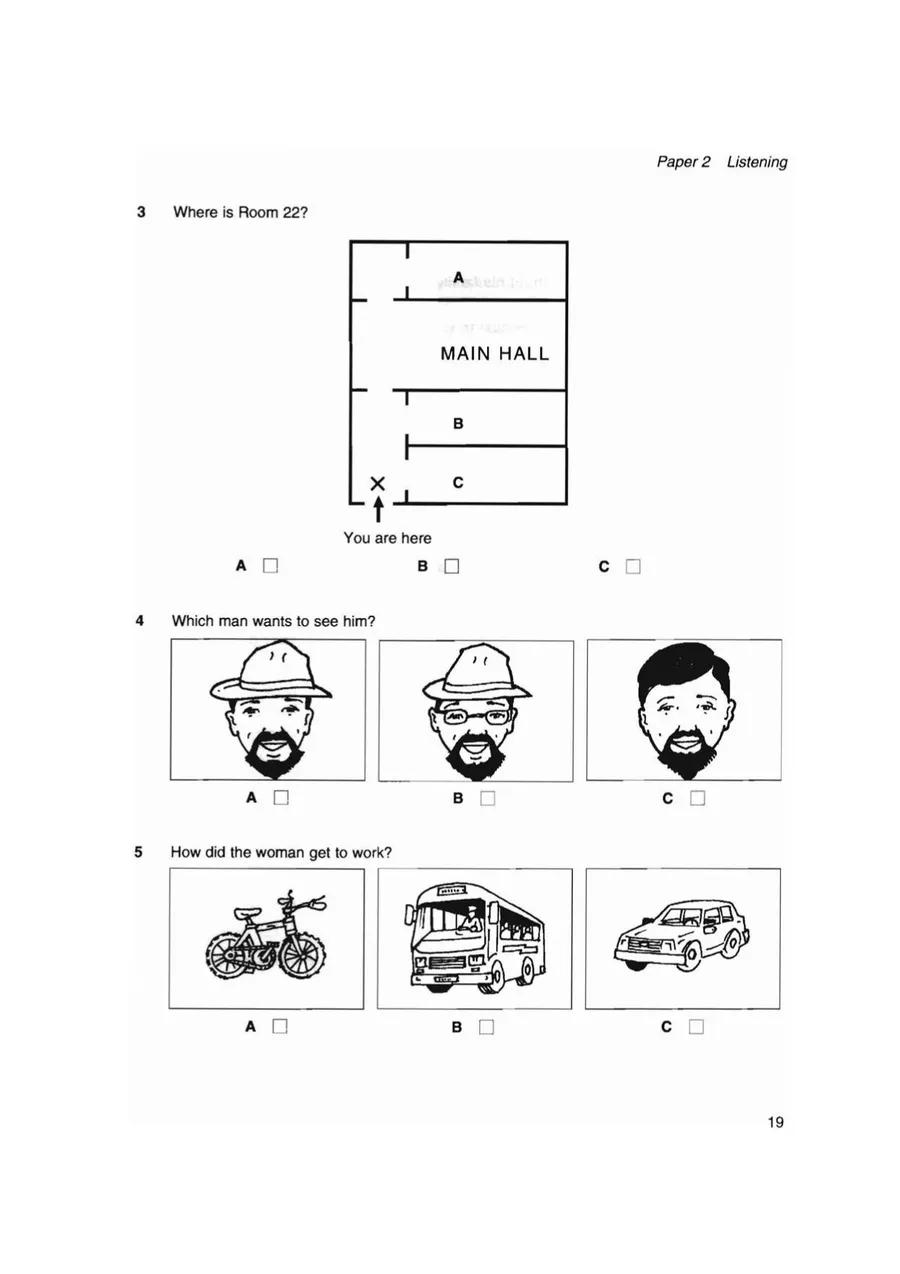 Paper 2 Listening
3 Where is Room 22?
A
MAIN HALL
B
X C
You are here
A B C
4 Which man wants to see him?
A B C
5 How did the woman get to work?
A B C
19